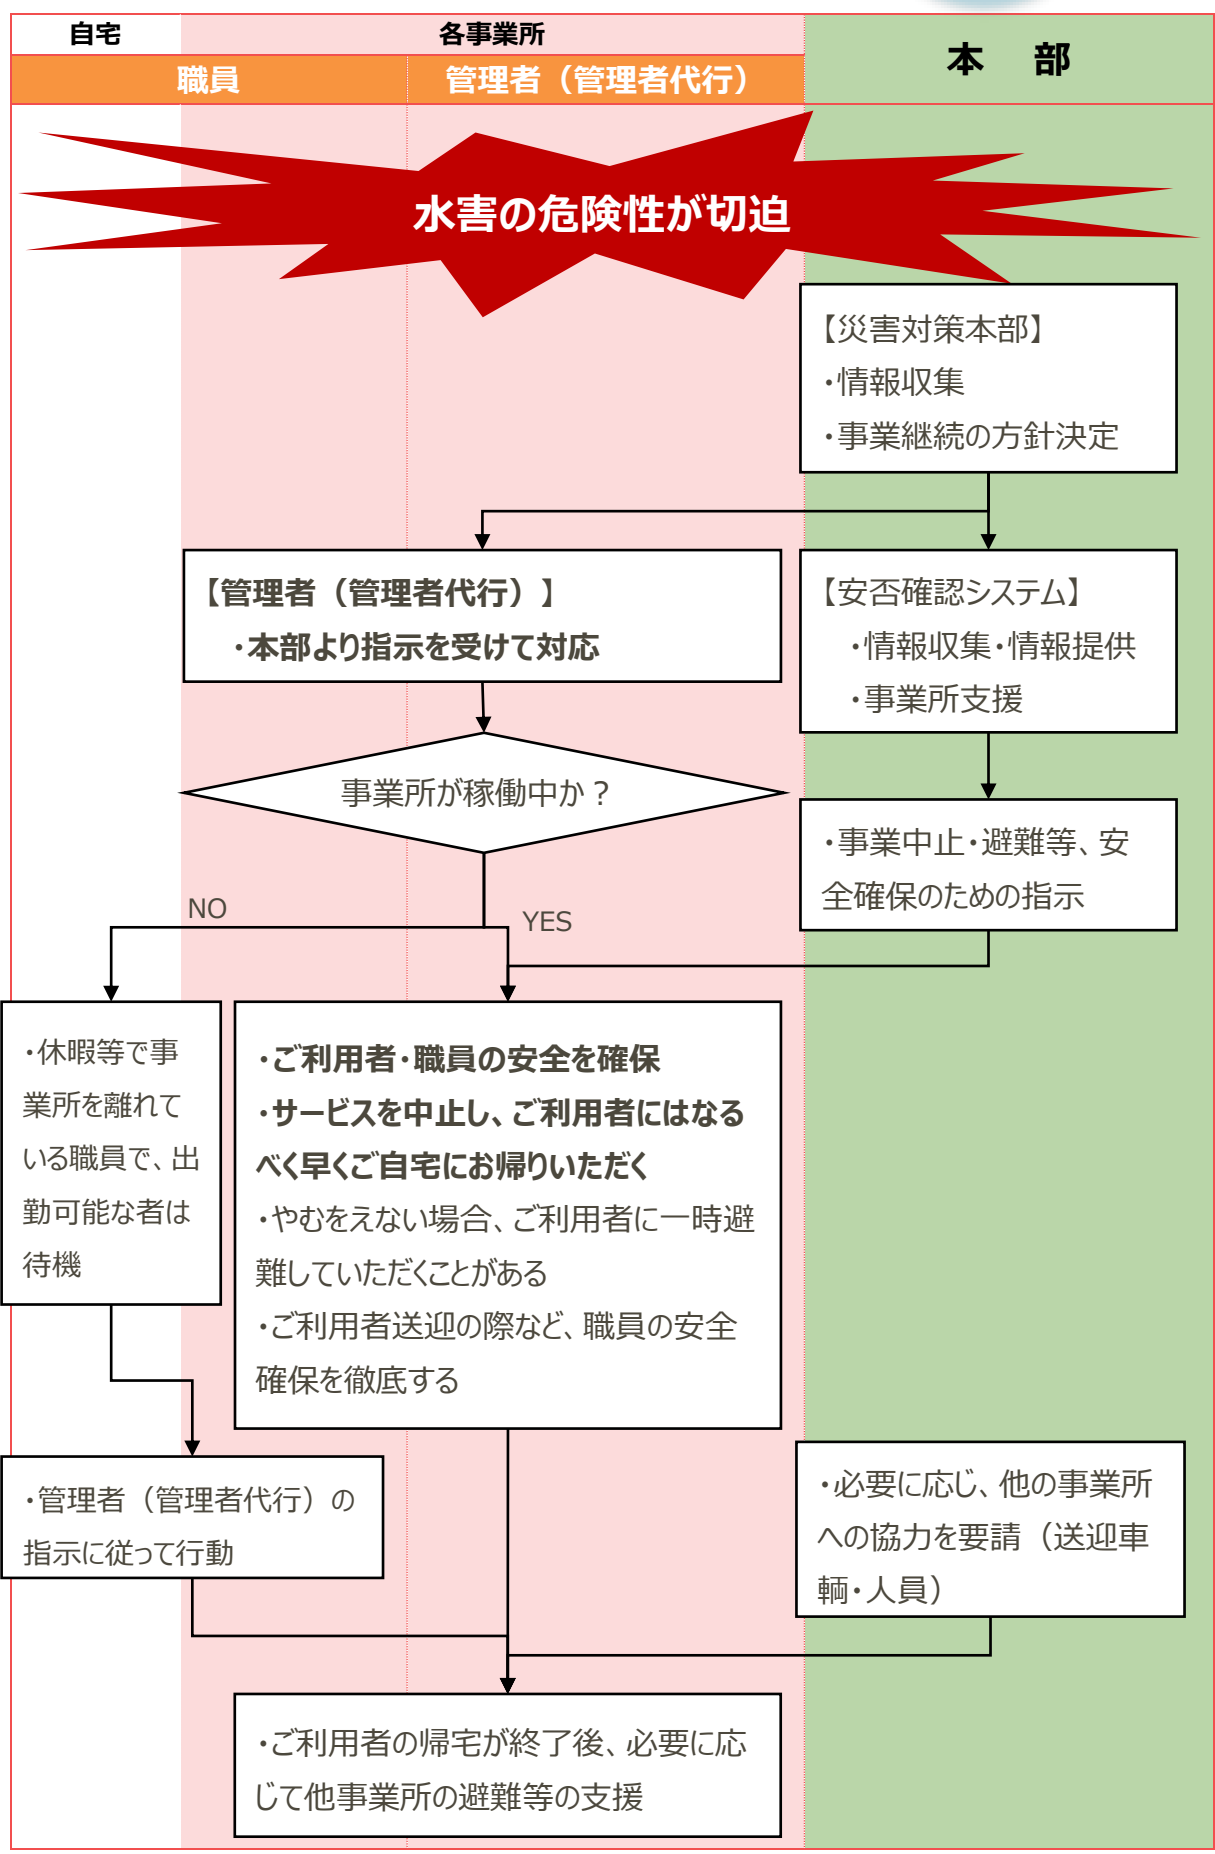 自宅
各事業所
本 部
職員
管理者（管理者代行）
水害の危険性が切迫
【災害対策本部】
・情報収集
・事業継続の方針決定
【管理者（管理者代行）】
・本部より指示を受けて対応
【安否確認システム】
・情報収集・情報提供
・事業所支援
事業所が稼働中か？
・事業中止・避難等、安
全確保のための指示
NO
YES
・休暇等で事
業所を離れて
いる職員で、出
勤可能な者は
待機
・ご利用者・職員の安全を確保
・サービスを中止し、ご利用者にはなる
べく早くご自宅にお帰りいただく
・やむをえない場合、ご利用者に一時避
難していただくことがある
・ご利用者送迎の際など、職員の安全
確保を徹底する
・管理者（管理者代行）の
指示に従って行動
・必要に応じ、他の事業所
への協力を要請（送迎車
輌・人員）
・ご利用者の帰宅が終了後、必要に応
じて他事業所の避難等の支援